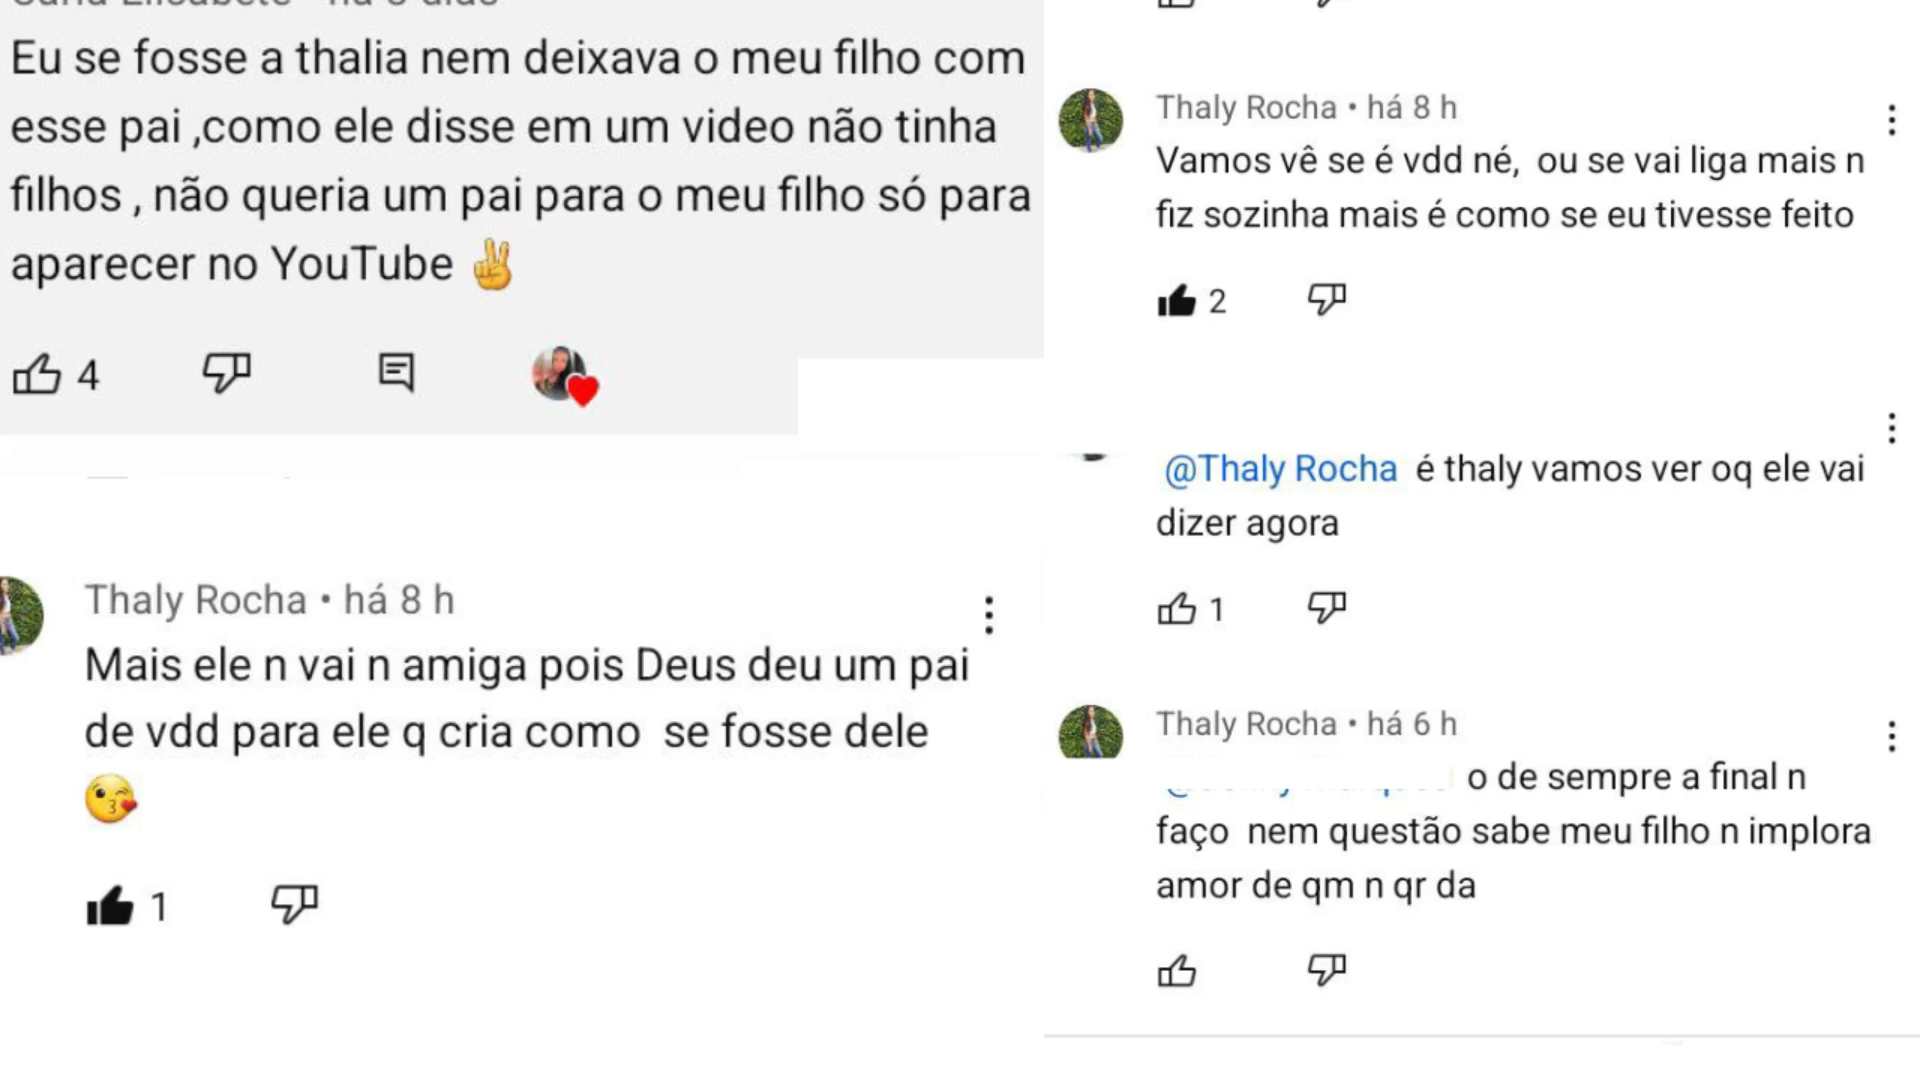 Eu se fosse a thalia nem deixava o meu filho com
esse pai ,como ele disse em um video não tinha
filhos , não queria um pai para o meu filho só para
aparecer no YouTube ✌
4
Thaly Rocha • há 8 h
Mais ele n vai n amiga pois Deus deu um pai
de vdd para ele q cria como se fosse dele
😘
1
Thaly Rocha • há 8 h
Vamos vê se é vdd né, ou se vai liga mais n
fiz sozinha mais é como se eu tivesse feito
2
@Thaly Rocha é thaly vamos ver oq ele vai
dizer agora
1
Thaly Rocha • há 6 h
o de sempre a final n
faço nem questão sabe meu filho n implora
amor de qm n qr da